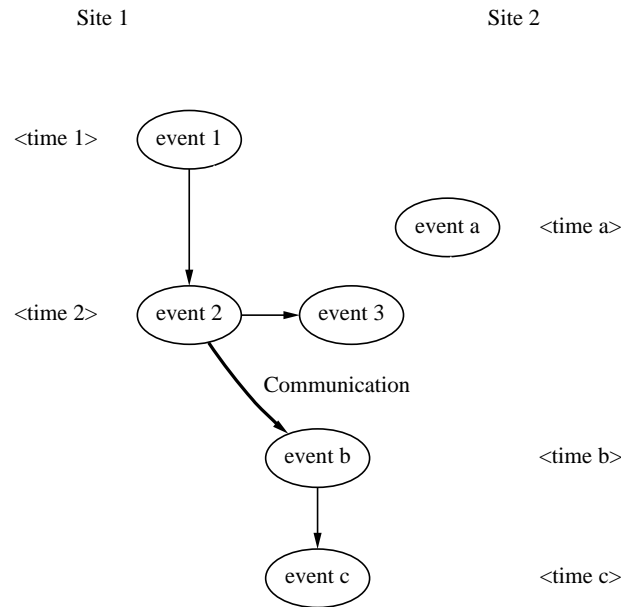 Site 1
Site 2
<time 1>
event 1
event a
<time a>
<time 2>
event 2
event 3
Communication
event b
<time b>
event c
<time c>